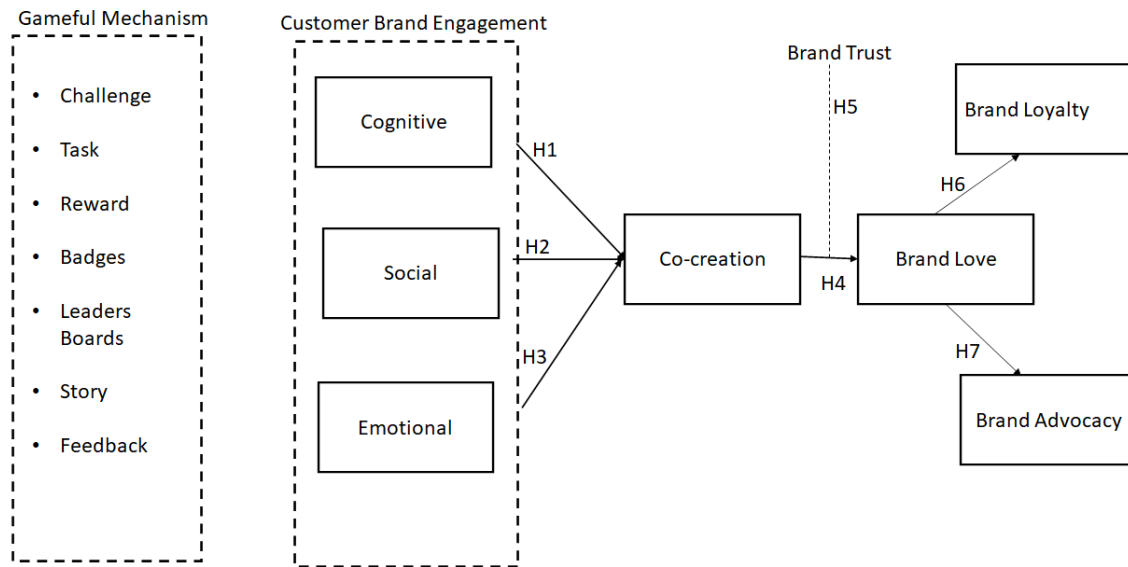 Gameful Mechanism
• Challenge
• Task
• Reward
• Badges
• Leaders
Boards
• Story
• Feedback
Customer Brand Engagement
Cognitive
Social
Emotional
H1
H2
H3
Co-creation
Brand Trust
H5
H4
Brand Love
H6
H7
Brand Loyalty
Brand Advocacy